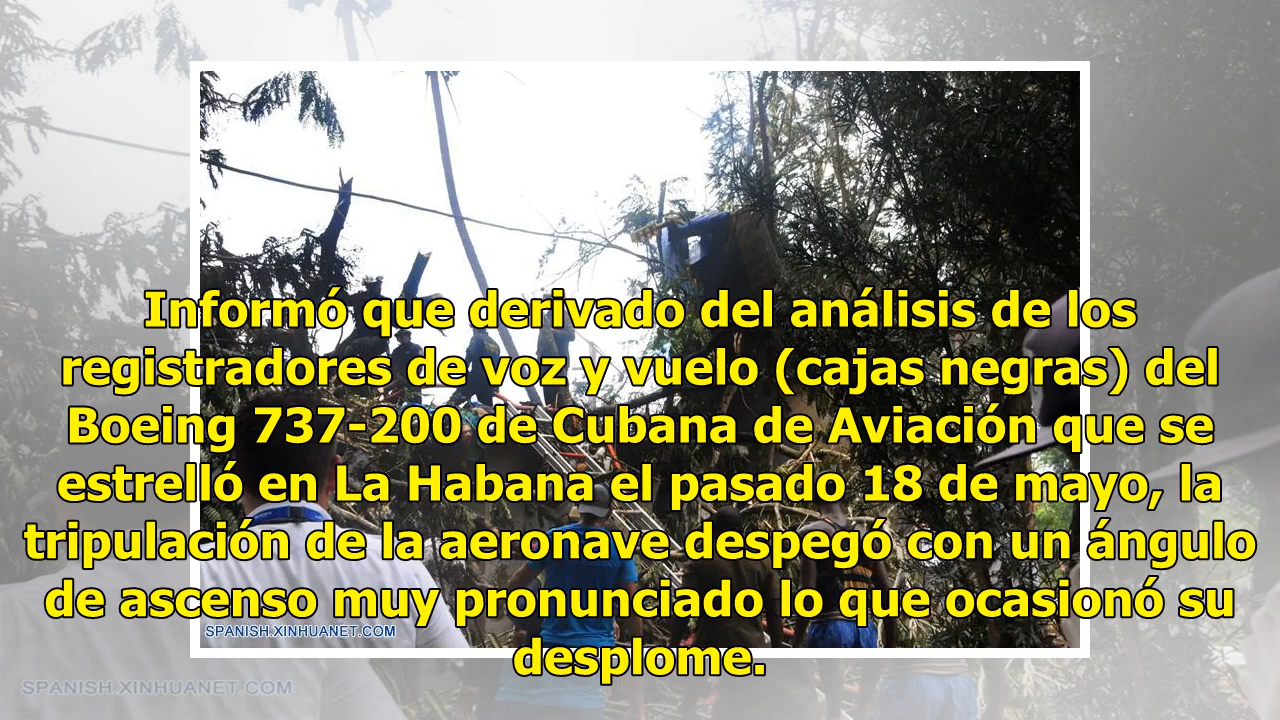 Informó que derivado del análisis de los
registradores de voz y vuelo (cajas negras) del
Boeing 737-200 de Cubana de Aviación que se
estrelló en La Habana el pasado 18 de mayo, la
tripulación de la aeronave despegó con un ángulo
de ascenso muy pronunciado lo que ocasionó su
desplome.
SPANISH.XINHUANET.COM
SPANISH.XINHUANET.COM